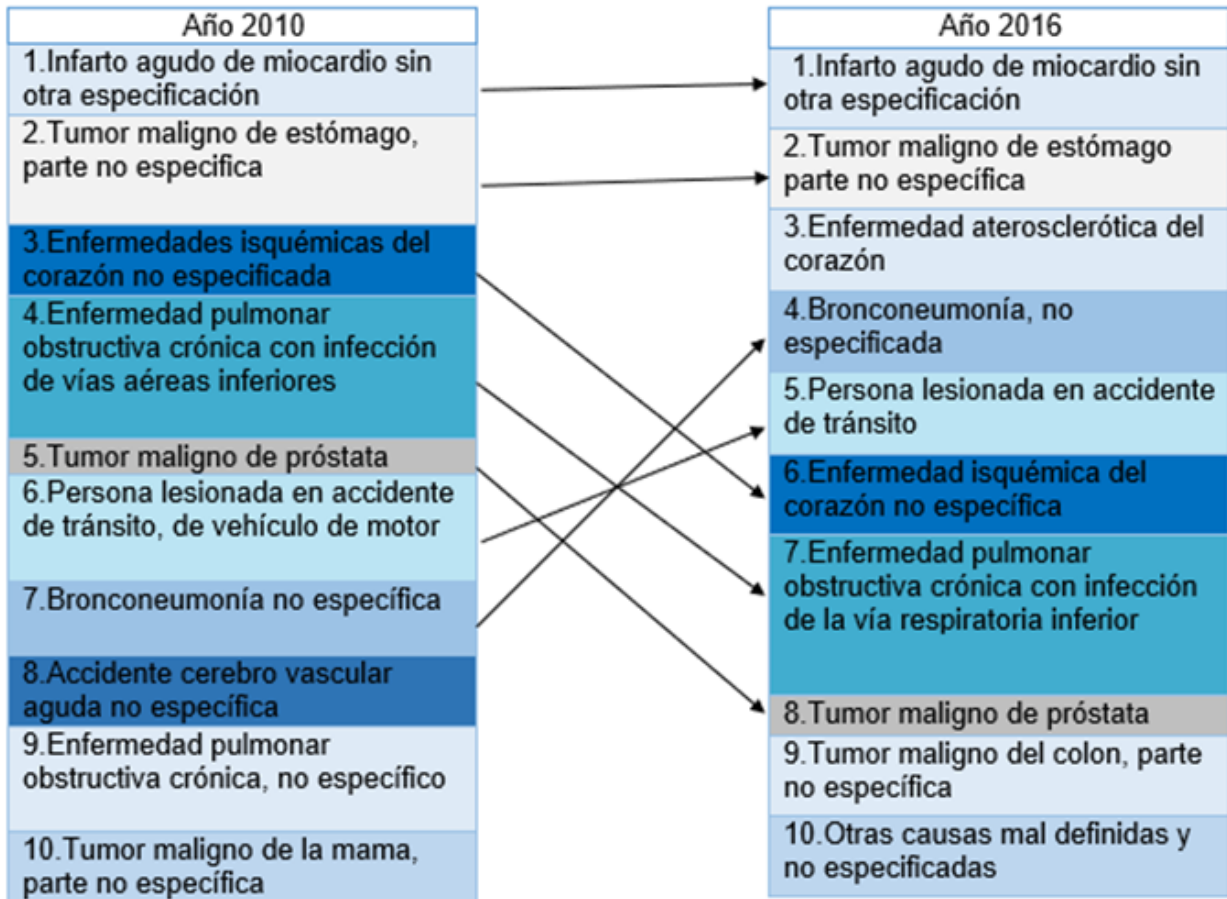 Año 2010
1.Infarto agudo de miocardio sin
otra especificación
2.Tumor maligno de estómago,
parte no especifica
3.Enfermedades isquémicas del
corazón no especificada
4.Enfermedad pulmonar
obstructiva crónica con infección
de vías aéreas inferiores
5.Tumor maligno de próstata
6.Persona lesionada en accidente
de tránsito, de vehículo de motor
7.Bronconeumonía no específica
8.Accidente cerebro vascular
aguda no específica
9.Enfermedad pulmonar
obstructiva crónica, no específico
10.Tumor maligno de la mama,
parte no específica
Año 2016
1.Infarto agudo de miocardio sin
otra especificación
2.Tumor maligno de estómago
parte no específica
3.Enfermedad aterosclerótica del
corazón
4.Bronconeumonía, no
especificada
5.Persona lesionada en accidente
de tránsito
6.Enfermedad isquémica del
corazón no específica
7.Enfermedad pulmonar
obstructiva crónica con infección
de la vía respiratoria inferior
8.Tumor maligno de próstata
9.Tumor maligno del colon, parte
no específica
10.Otras causas mal definidas y
no especificadas